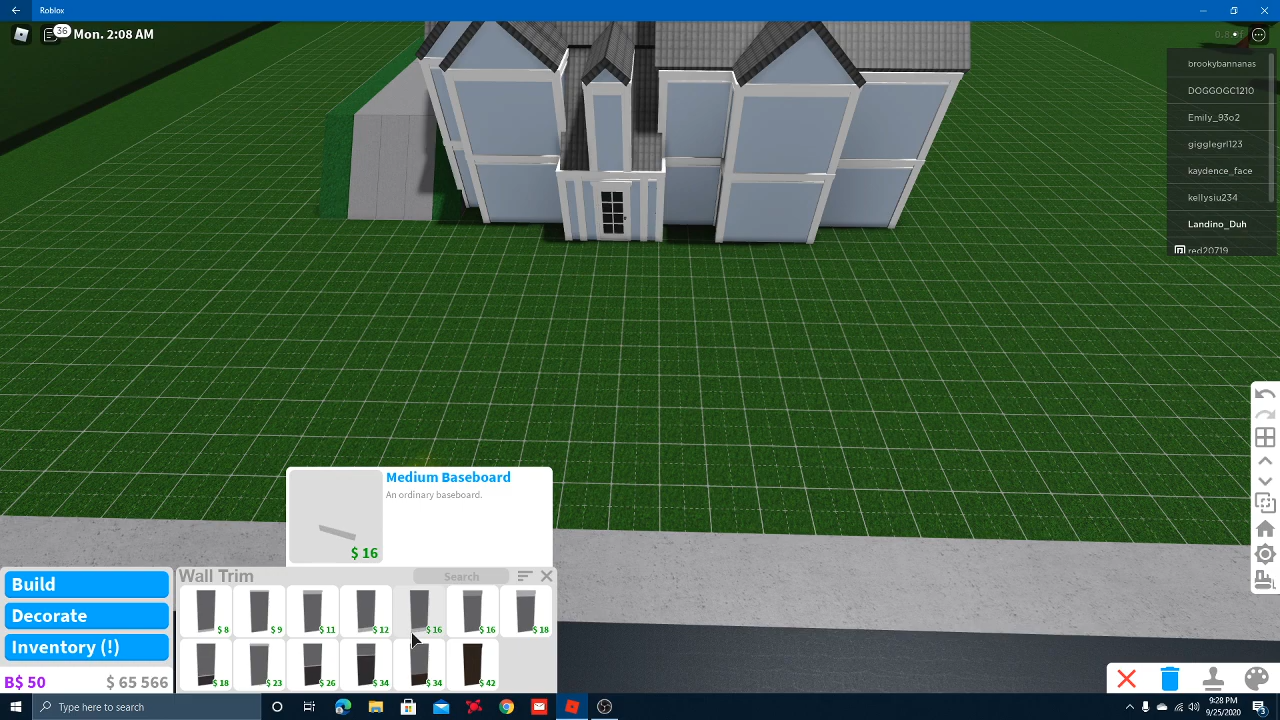 Roblox
36
Mon. 2:08 AM
brookybannanas
DOGGOGC1210
Emily_93o2
gigglegrl123
kaydence_face
kellysiu234
Landino_Duh
red20719
Medium Baseboard
An ordinary baseboard.
$ 16
Build
Decorate
Inventory (!)
B$ 50
$ 65 566
Wall Trim
Search
$ 8
$ 9
$ 11
$ 12
$ 16
$ 16
$ 18
$ 18
$ 23
$ 26
$ 34
$ 34
$ 42
Type here to search
9:28 PM
9/25/2020
3